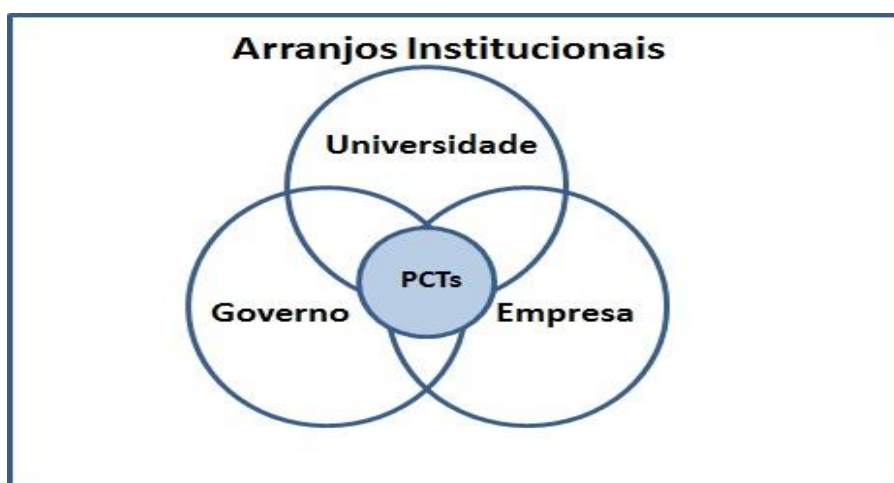 Arranjos Institucionais
Universidade
PCTs
Governo
Empresa